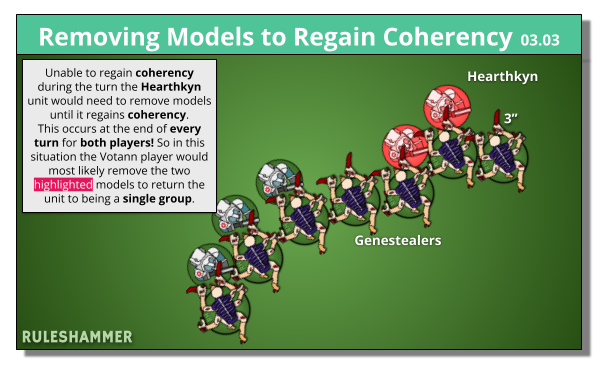 Removing Models to Regain Coherency 03.03
Unable to regain coherency
during the turn the Hearthkyn
unit would need to remove models
until it regains coherency.
This occurs at the end of every
turn for both players! So in this
situation the Votann player would
most likely remove the two
highlighted models to return the
unit to being a single group.
Hearthkyn
3”
Genestealers
RULESHAMMER